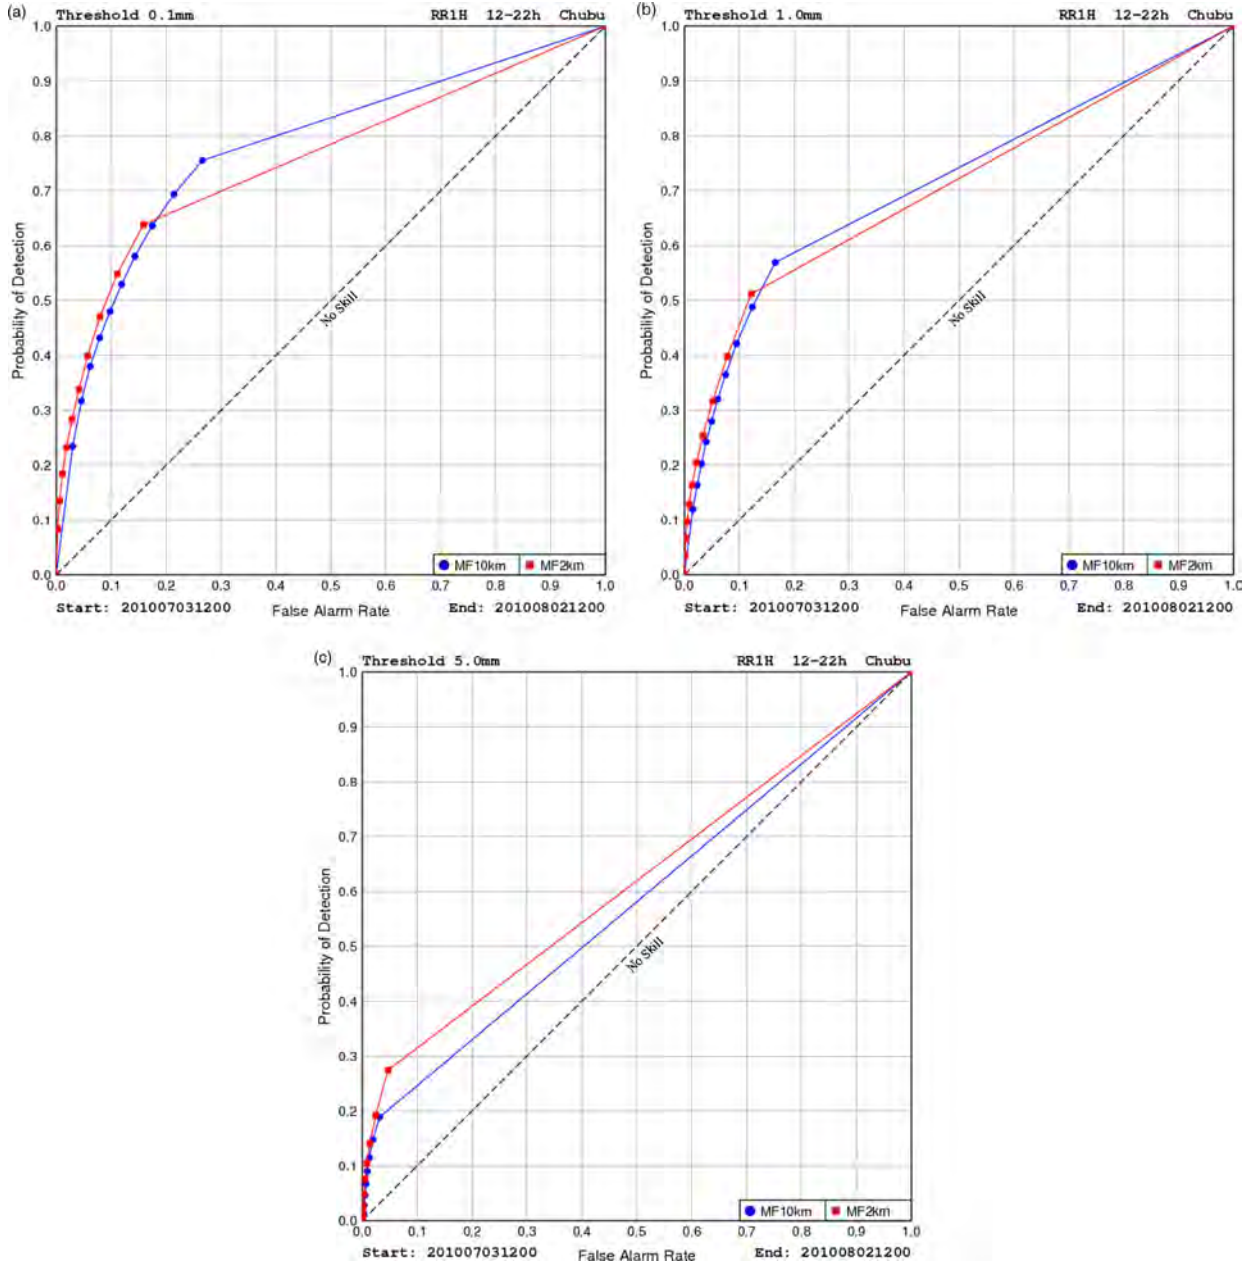 (a)
Threshold 0.1mm RR1H 12-22h Chubu
1.0
0.9
0.8
0.7
0.6
0.5
0.4
0.3
0.2
0.1
0.0
Probability of Detection
No Skill
MF10km MF2km
0.0 0.1 0.2 0.3 0.4 0.5 0.6 0.7 0.8 0.9 1.0
Start: 201007031200 False Alarm Rate End: 201008021200
(b)
Threshold 1.0mm RR1H 12-22h Chubu
1.0
0.9
0.8
0.7
0.6
0.5
0.4
0.3
0.2
0.1
0.0
Probability of Detection
No Skill
MF10km MF2km
0.0 0.1 0.2 0.3 0.4 0.5 0.6 0.7 0.8 0.9 1.0
Start: 201007031200 False Alarm Rate End: 201008021200
(c)
Threshold 5.0mm RR1H 12-22h Chubu
1.0
0.9
0.8
0.7
0.6
0.5
0.4
0.3
0.2
0.1
0.0
Probability of Detection
No Skill
MF10km MF2km
0.0 0.1 0.2 0.3 0.4 0.5 0.6 0.7 0.8 0.9 1.0
Start: 201007031200 False Alarm Rate End: 201008021200